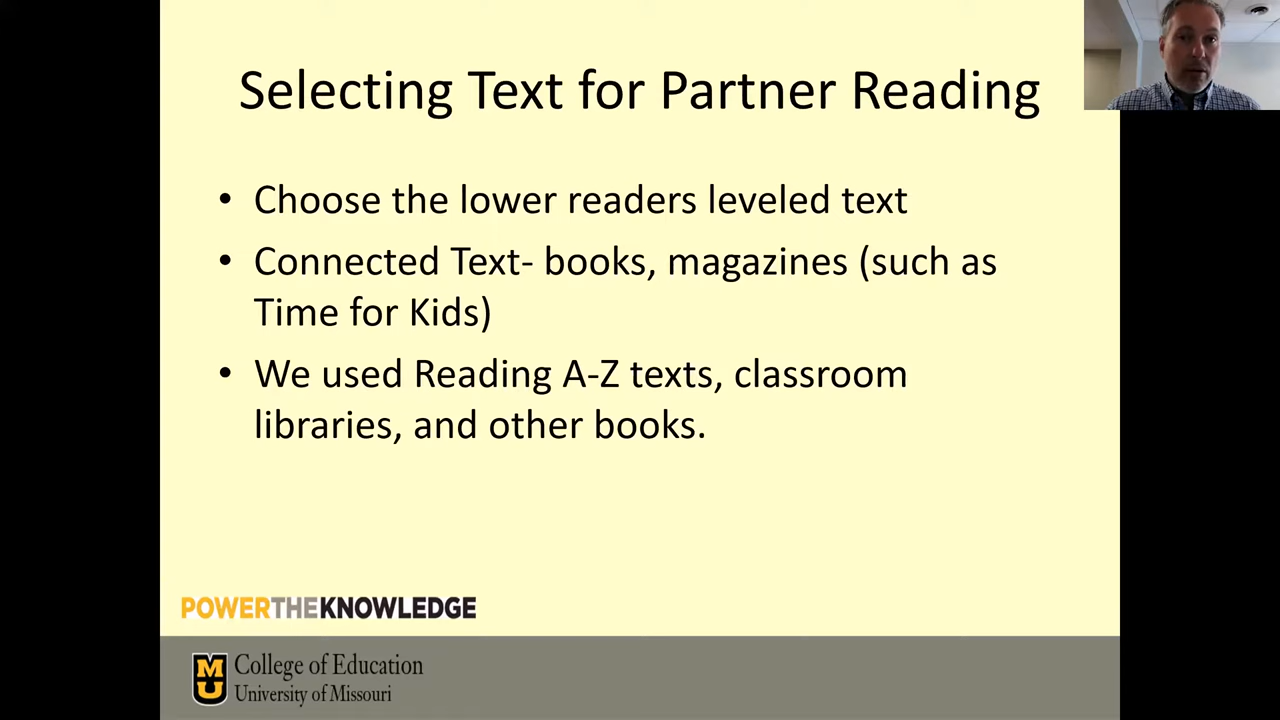 Selecting Text for Partner Reading
• Choose the lower readers leveled text
• Connected Text- books, magazines (such as
Time for Kids)
• We used Reading A-Z texts, classroom
libraries, and other books.
POWERTHEKNOWLEDGE
MU
College of Education
University of Missouri